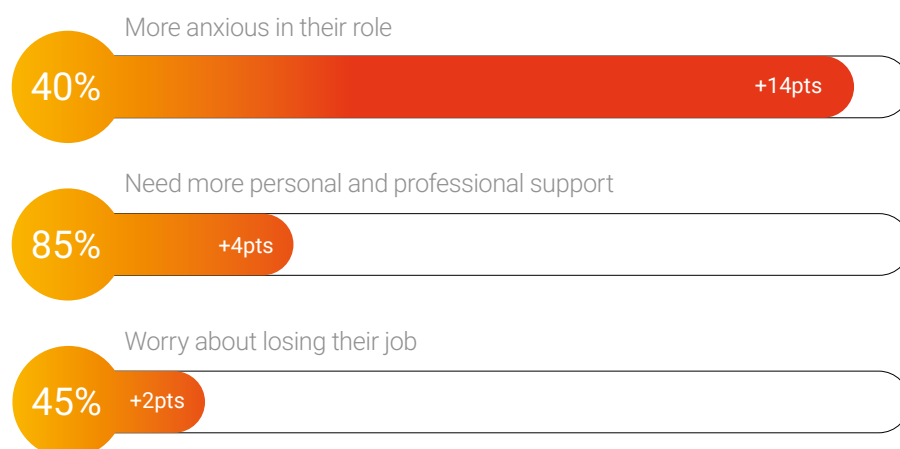 More anxious in their role
40%
+14pts
Need more personal and professional support
85%
+4pts
Worry about losing their job
45%
+2pts